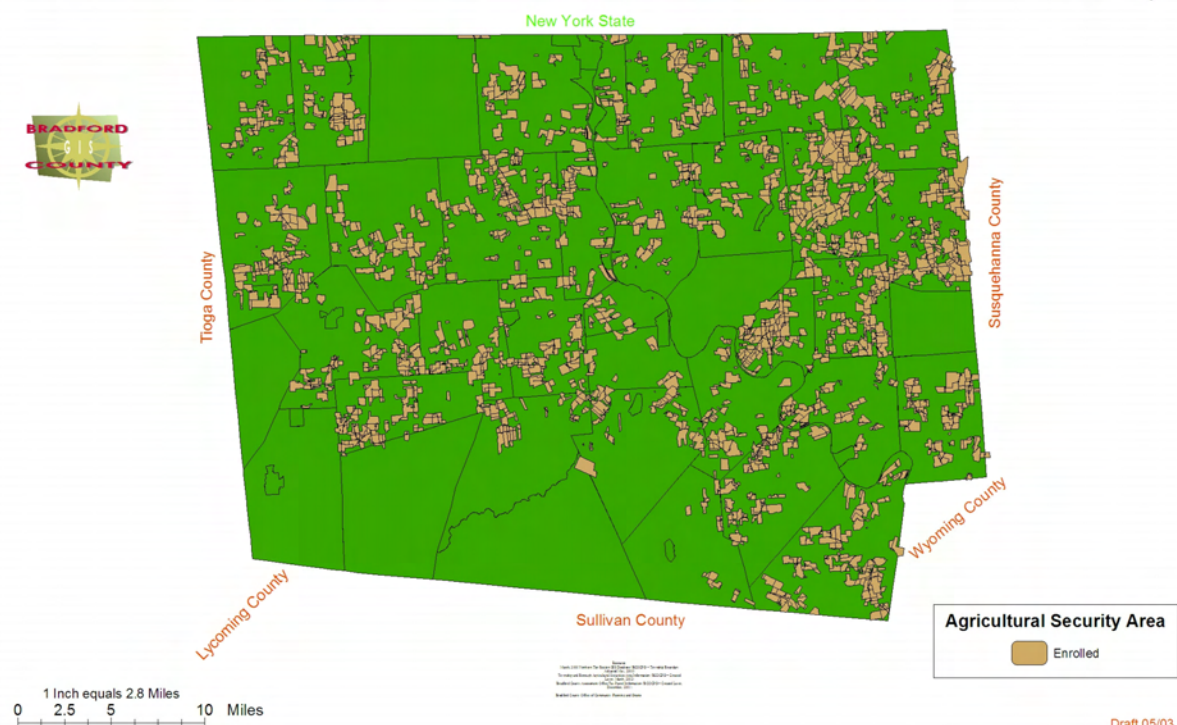 New York State
BRADFORD
GIS
COUNTY
Tioga County
Susquehanna County
Wyoming County
Lycoming County
Sullivan County
Agricultural Security Area
Enrolled
1 Inch equals 2.8 Miles
0 2.5 5 10 Miles
Draft 05/03